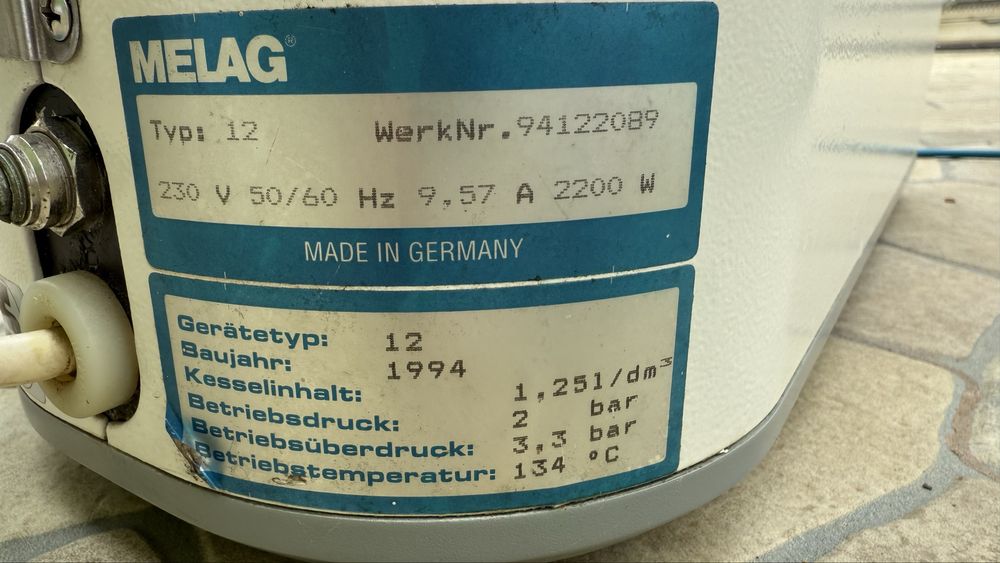 MELAG®
Typ: 12 WerkNr.94122089
230 V 50/60 Hz 9,57 A 2200 W
MADE IN GERMANY
Gerätetyp: 12
Baujahr: 1994
Kesselinhalt: 1,25l/dm³
Betriebsdruck: 2 bar
Betriebsüberdruck: 3,3 bar
Betriebstemperatur: 134 °C